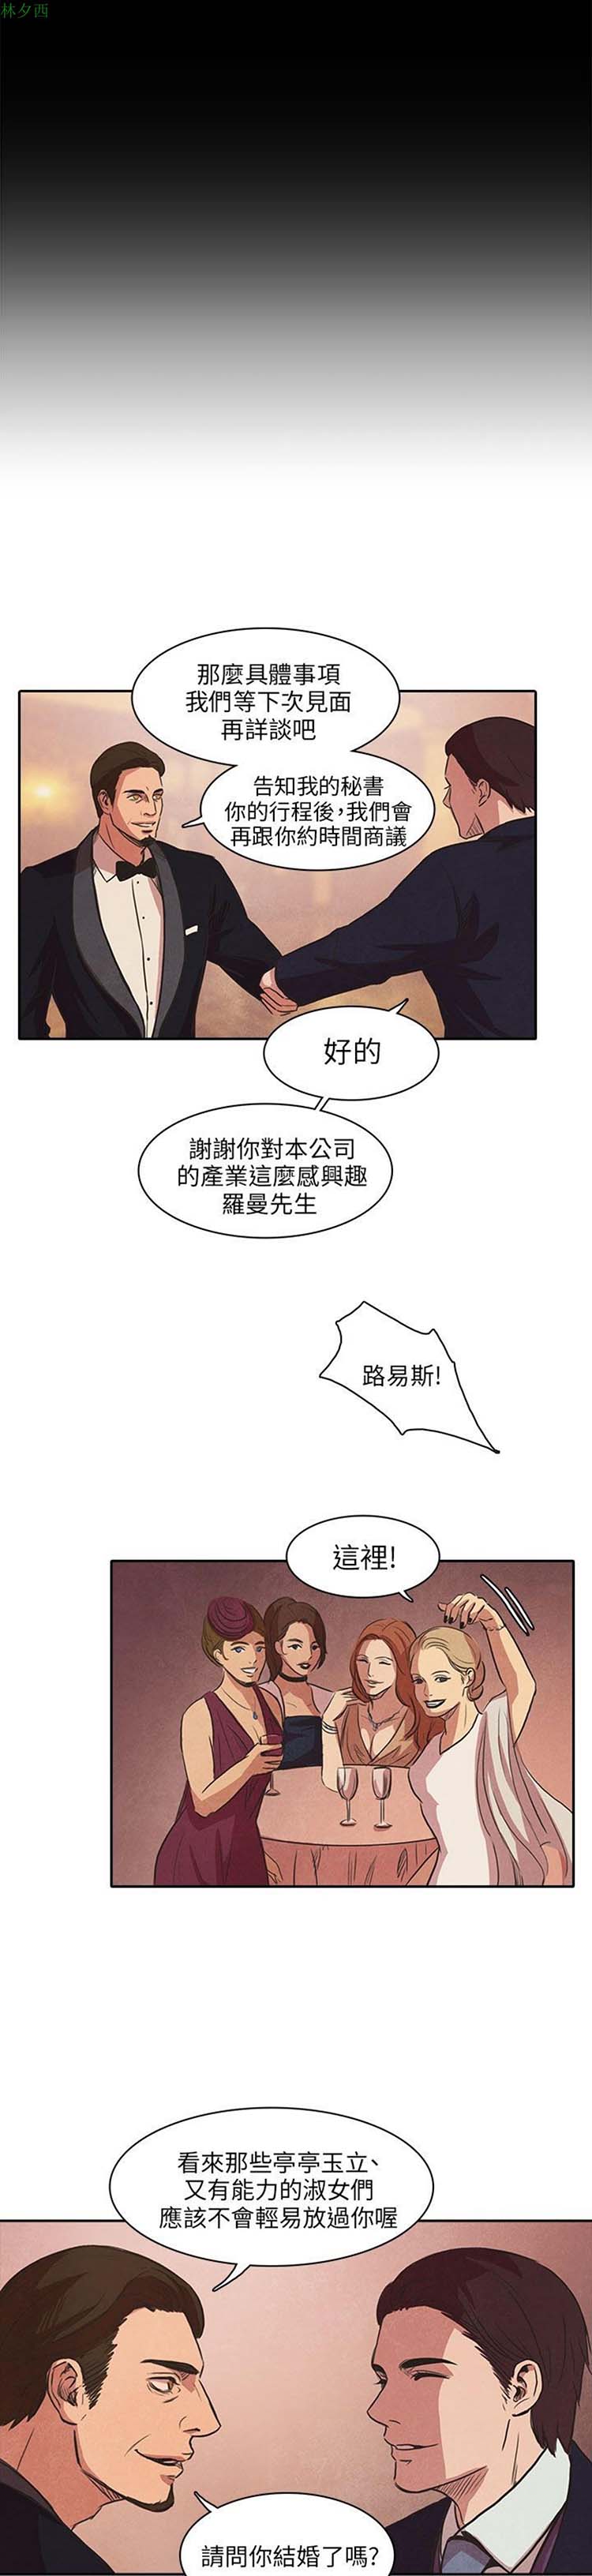 林夕西
那麼具體事項
我們等下次見面
再詳談吧
告知我的秘書
你的行程後,我們會
再跟你約時間商議
好的
謝謝你對本公司
的產業這麼感興趣
羅曼先生
路易斯!
這裡!
看來那些亭亭玉立、
又有能力的淑女們
應該不會輕易放過你喔
請問你結婚了嗎?